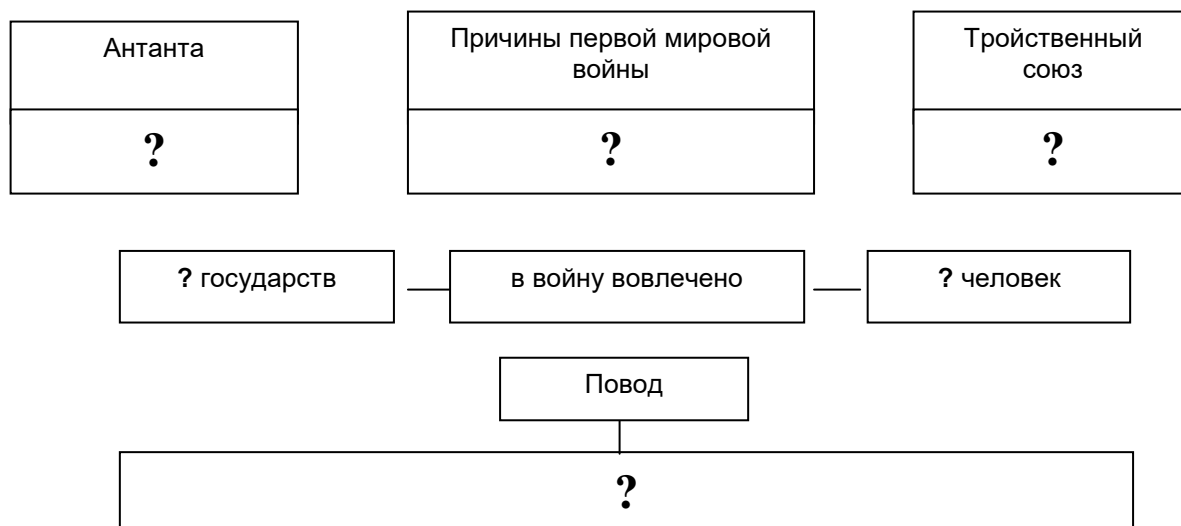 Антанта
?
Причины первой мировой
войны
?
Тройственный
союз
?
? государств
в войну вовлечено
? человек
Повод
?